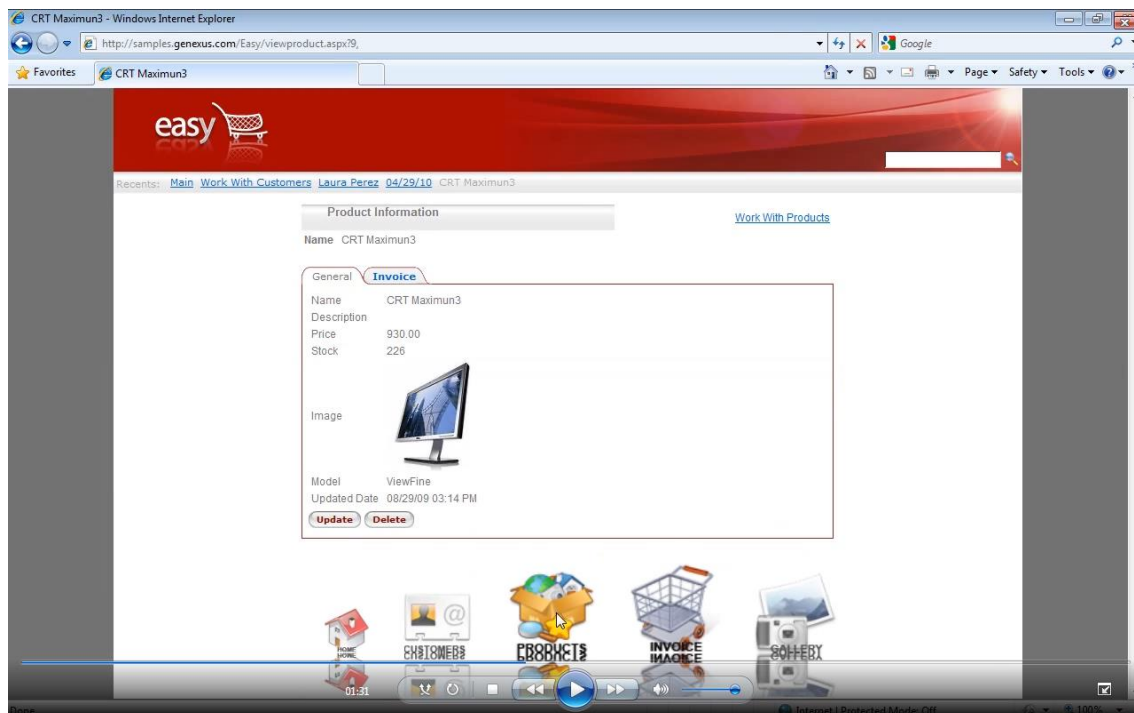 CRT Maximun3 - Windows Internet Explorer
http://samples.genexus.com/Easy/viewproduct.aspx?9,
Google
Favorites CRT Maximun3 Page Safety Tools
easy
Recents: Main Work With Customers Laura Perez 04/29/10 CRT Maximun3
Product Information
Work With Products
Name CRT Maximun3
General Invoice
Name CRT Maximun3
Description
Price 930.00
Stock 226
Image
Model ViewFine
Updated Date 08/29/09 03:14 PM
Update Delete
HOME CUSTOMERS PRODUCTS INVOICE GALLERY
01:31
Done Internet | Protected Mode: Off 100%